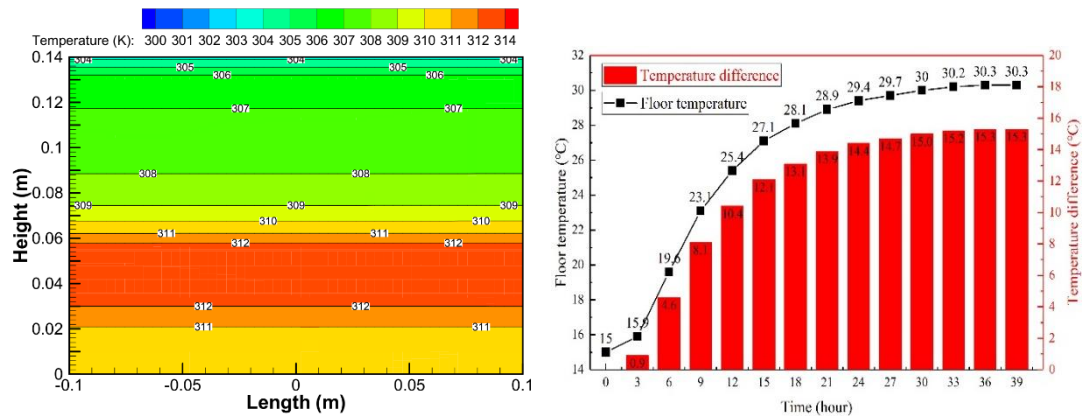 Temperature (K): 300 301 302 303 304 305 306 307 308 309 310 311 312 314
0.14
0.12
0.1
0.08
0.06
0.04
0.02
0
Height (m)
304 304 304
305 305
306 306
307 307
308 308
309 309 309
310 310
311 311
312 312
312 312
311 311
-0.1 -0.05 0 0.05 0.1
Length (m)
Temperature difference
Floor temperature
32
30
28
26
24
22
20
18
16
14
Floor temperature (℃)
15 15.9 19.6 23.1 25.4 27.1 28.1 28.9 29.4 29.7 30 30.2 30.3 30.3
0.9 4.6 8.1 10.4 12.1 13.1 13.9 14.4 14.7 15.0 15.2 15.3 15.3
20
18
16
14
12
10
8
6
4
2
0
Temperature difference (℃)
0 3 6 9 12 15 18 21 24 27 30 33 36 39
Time (hour)